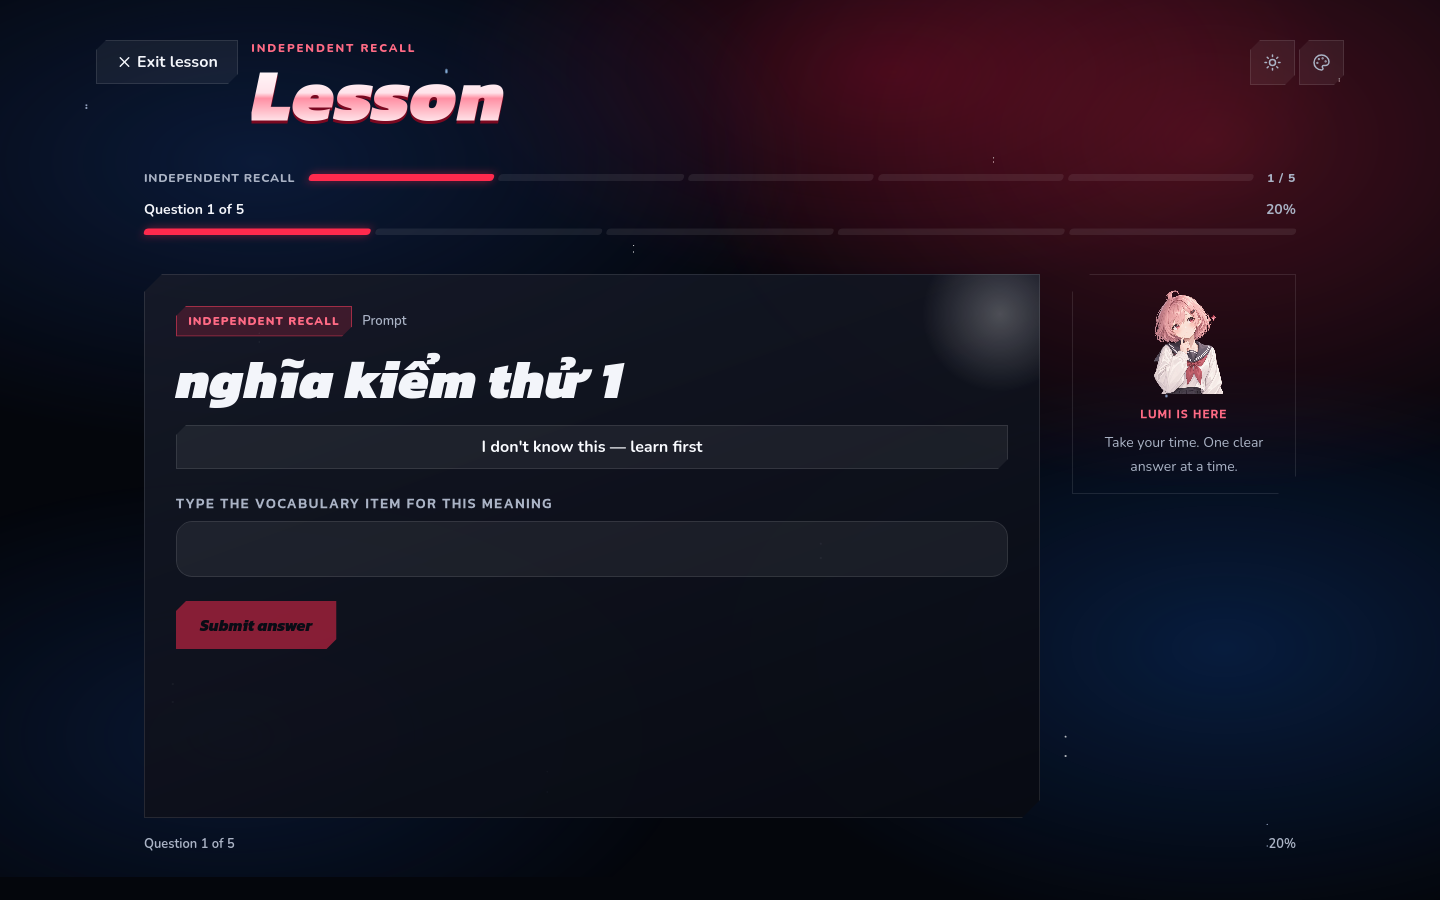 Exit lesson
INDEPENDENT RECALL
Lesson
INDEPENDENT RECALL
1 / 5
Question 1 of 5
20%
INDEPENDENT RECALL
Prompt
nghĩa kiểm thử 1
I don't know this — learn first
TYPE THE VOCABULARY ITEM FOR THIS MEANING
Submit answer
LUMI IS HERE
Take your time. One clear
answer at a time.
Question 1 of 5
20%